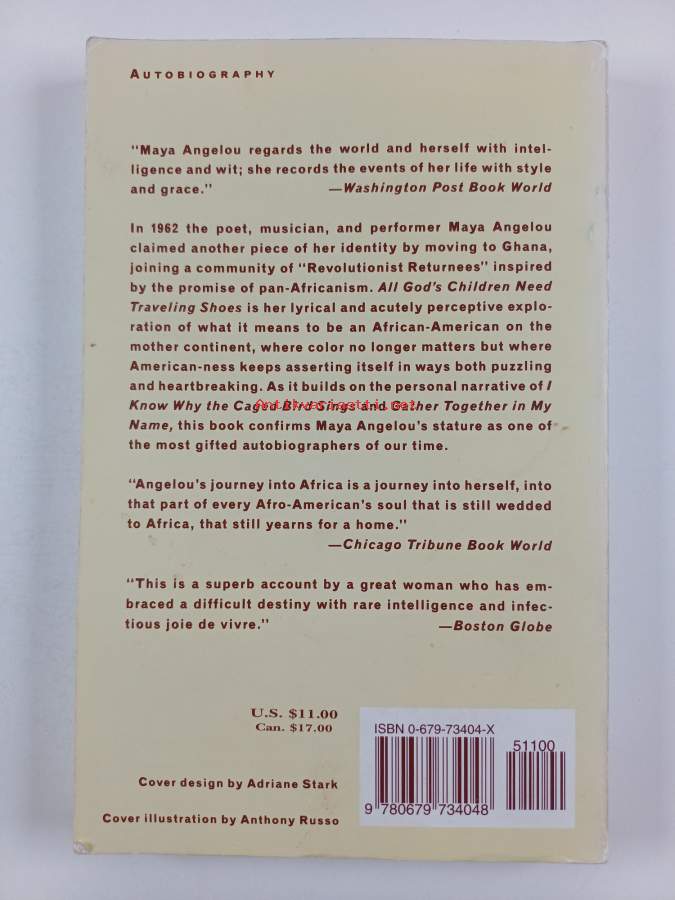 AUTOBIOGRAPHY
"Maya Angelou regards the world and herself with intel-
ligence and wit; she records the events of her life with style
and grace." —Washington Post Book World
In 1962 the poet, musician, and performer Maya Angelou
claimed another piece of her identity by moving to Ghana,
joining a community of "Revolutionist Returnees" inspired
by the promise of pan-Africanism. All God's Children Need
Traveling Shoes is her lyrical and acutely perceptive explo-
ration of what it means to be an African-American on the
mother continent, where color no longer matters but where
American-ness keeps asserting itself in ways both puzzling
and heartbreaking. As it builds on the personal narrative of I
Know Why the Caged Bird Sings and Gather Together in My
Antikvariaatti.net
Name, this book confirms Maya Angelou's stature as one of
the most gifted autobiographers of our time.
"Angelou's journey into Africa is a journey into herself, into
that part of every Afro-American's soul that is still wedded
to Africa, that still yearns for a home."
—Chicago Tribune Book World
"This is a superb account by a great woman who has em-
braced a difficult destiny with rare intelligence and infec-
tious joie de vivre." —Boston Globe
U.S. $11.00
Can. $17.00
Cover design by Adriane Stark
Cover illustration by Anthony Russo
ISBN 0-679-73404-X
51100
9 780679 734048